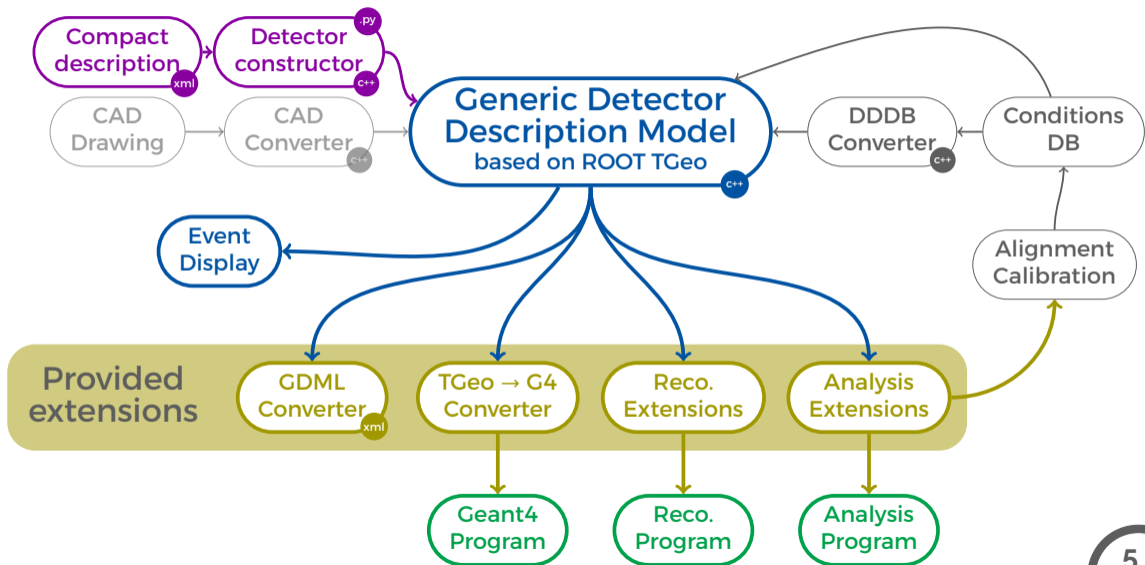 Compact
description
xml
Detector
constructor
.py
c++
CAD
Drawing
CAD
Converter
c++
Generic Detector
Description Model
based on ROOT TGeo
c++
DDDB
Converter
c++
Conditions
DB
Event
Display
Alignment
Calibration
Provided
extensions
GDML
Converter
xml
TGeo → G4
Converter
Reco.
Extensions
Analysis
Extensions
Geant4
Program
Reco.
Program
Analysis
Program
5